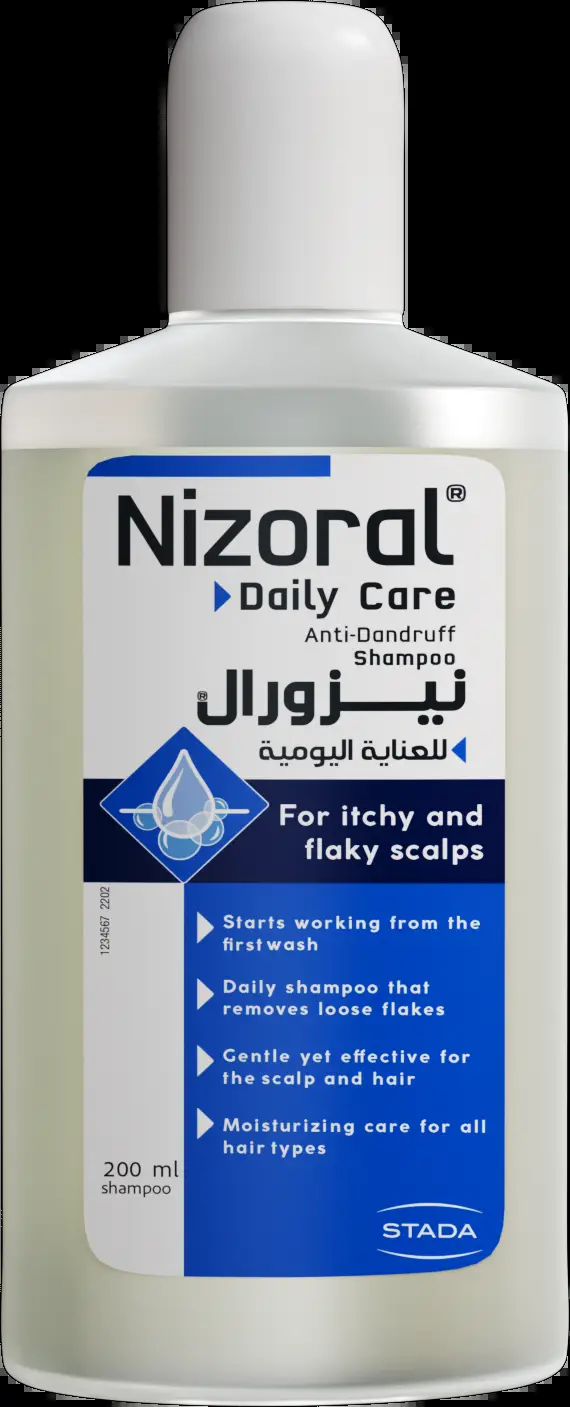 Nizoral®
Daily Care
Anti-Dandruff
Shampoo
نيـزورال®
للعناية اليومية
For itchy and
flaky scalps
Starts working from the
first wash
Daily shampoo that
removes loose flakes
Gentle yet effective for
the scalp and hair
Moisturizing care for all
hair types
1234567 2202
200 ml
shampoo
STADA